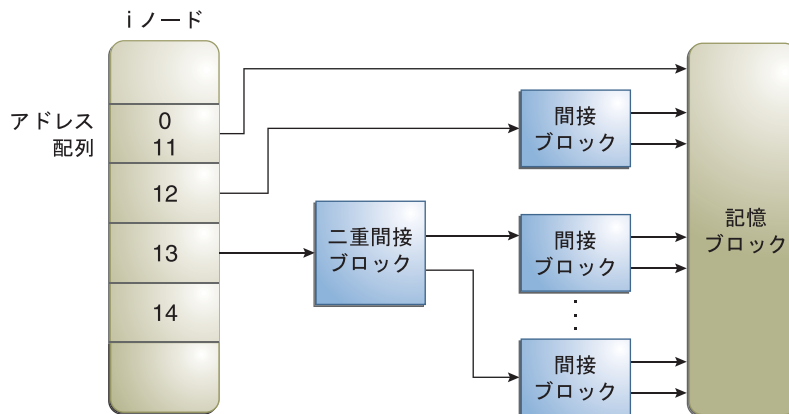 i ノード
アドレス
配列
0
11
12
13
14
二重間接
ブロック
間接
ブロック
間接
ブロック
間接
ブロック
記憶
ブロック